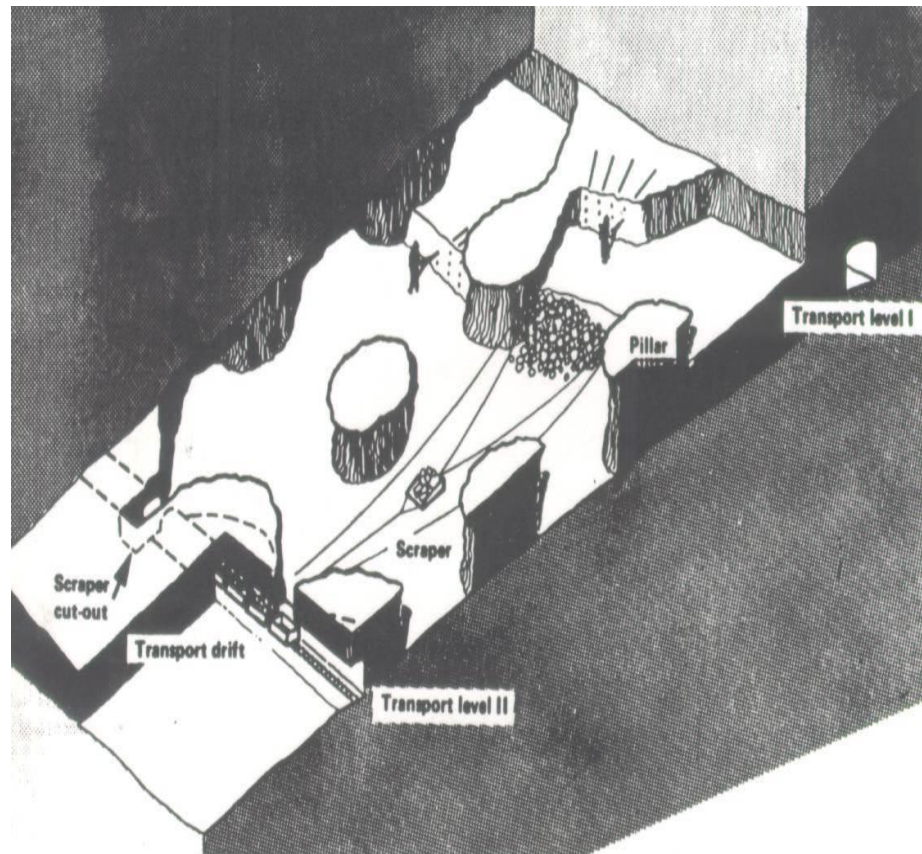 Transport level I
Pillar
Scraper
Scraper
cut-out
Transport drift
Transport level II